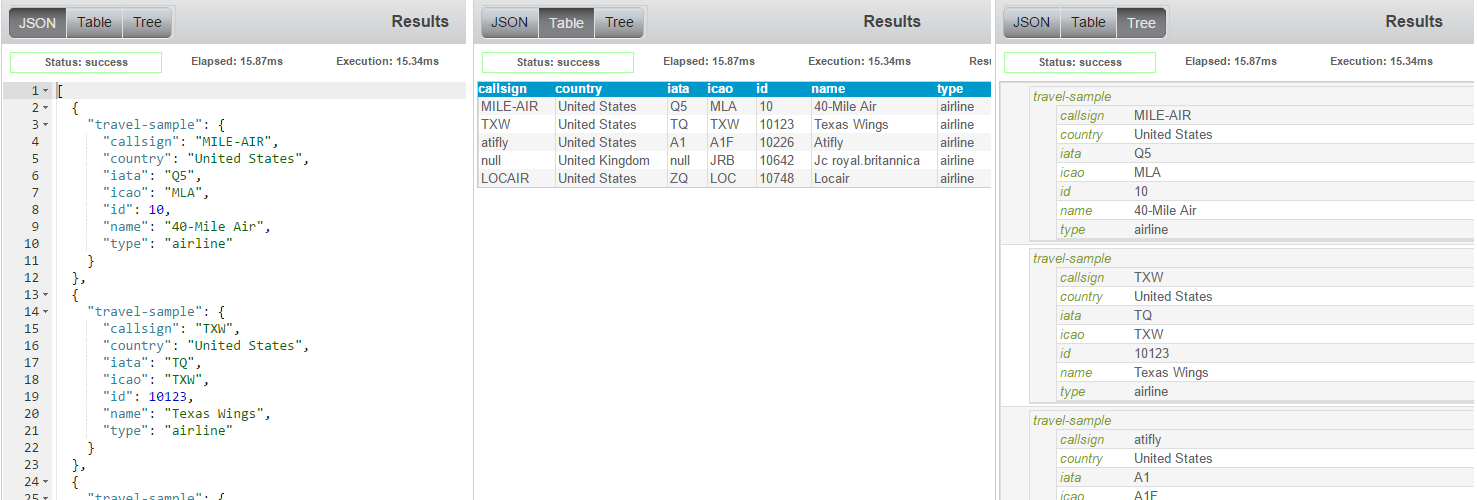 JSON Table Tree Results
Status: success Elapsed: 15.87ms Execution: 15.34ms
1 [
2 {
3 "travel-sample": {
4 "callsign": "MILE-AIR",
5 "country": "United States",
6 "iata": "Q5",
7 "icao": "MLA",
8 "id": 10,
9 "name": "40-Mile Air",
10 "type": "airline"
11 }
12 },
13 {
14 "travel-sample": {
15 "callsign": "TXW",
16 "country": "United States",
17 "iata": "TQ",
18 "icao": "TXW",
19 "id": 10123,
20 "name": "Texas Wings",
21 "type": "airline"
22 }
23 },
24 {
25 "travel-sample": {
JSON Table Tree Results
Status: success Elapsed: 15.87ms Execution: 15.34ms Resu
callsign country iata icao id name type
MILE-AIR United States Q5 MLA 10 40-Mile Air airline
TXW United States TQ TXW 10123 Texas Wings airline
atifly United States A1 A1F 10226 Atifly airline
null United Kingdom null JRB 10642 Jc royal.britannica airline
LOCAIR United States ZQ LOC 10748 Locair airline
JSON Table Tree Results
Status: success Elapsed: 15.87ms Execution: 15.34ms
travel-sample
callsign MILE-AIR
country United States
iata Q5
icao MLA
id 10
name 40-Mile Air
type airline
travel-sample
callsign TXW
country United States
iata TQ
icao TXW
id 10123
name Texas Wings
type airline
travel-sample
callsign atifly
country United States
iata A1
icao A1F